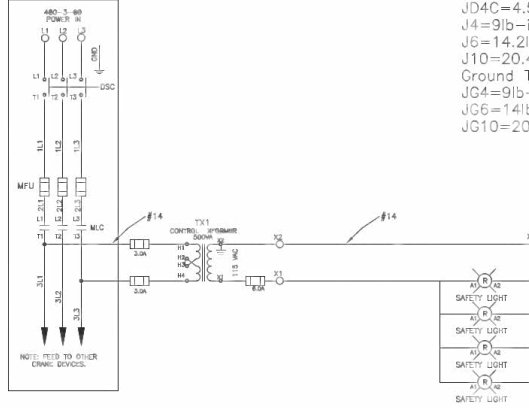 480-3-60
POWER IN
L1 L2 L3
GND
L1 L2 L3
DSC
T1 T2 T3
1L1 1L2 1L3
MFU
2L1 2L2 2L3
L1 L2 L3
MLC
T1 T2 T3
3L1 3L2 3L3
NOTE: FEED TO OTHER
CRANE DEVICES.
#14
3.0A
3.0A
TX1
CONTROL XFORMER
500VA
H1
H2
H3
H4
115 VAC
6.0A
X2
X1
#14
A1 R A2
SAFETY LIGHT
A1 R A2
SAFETY LIGHT
A1 R A2
SAFETY LIGHT
A1 R A2
SAFETY LIGHT
JD4C=4.
J4=9lb-
J6=14.2
J10=20.
Ground
JG4=9lb-
JG6=14lb
JG10=20